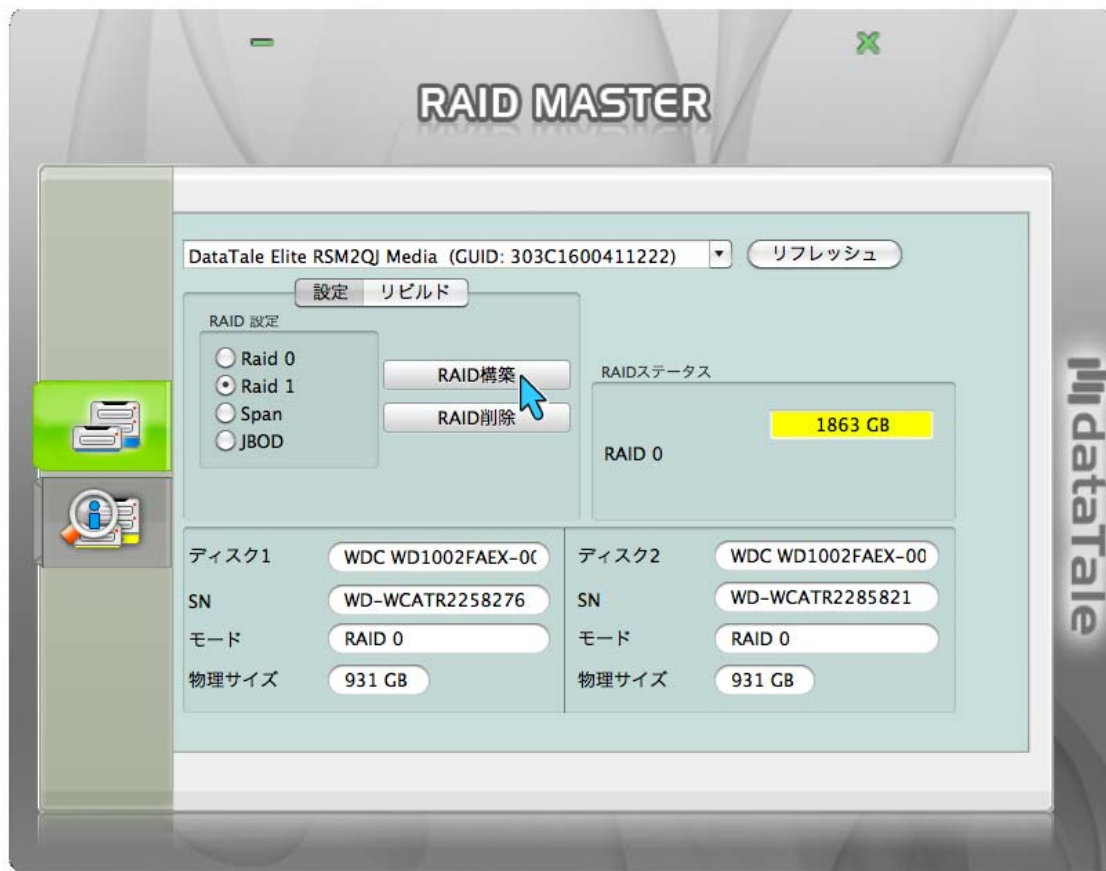 RAID MASTER
DataTale Elite RSM2QJ Media (GUID: 303C1600411222)
リフレッシュ
設定 リビルド
RAID 設定
Raid 0
Raid 1
Span
JBOD
RAID構築
RAID削除
RAIDステータス
1863 GB
RAID 0
ディスク1 WDC WD1002FAEX-00
SN WD-WCATR2258276
モード RAID 0
物理サイズ 931 GB
ディスク2 WDC WD1002FAEX-00
SN WD-WCATR2285821
モード RAID 0
物理サイズ 931 GB
dataTale